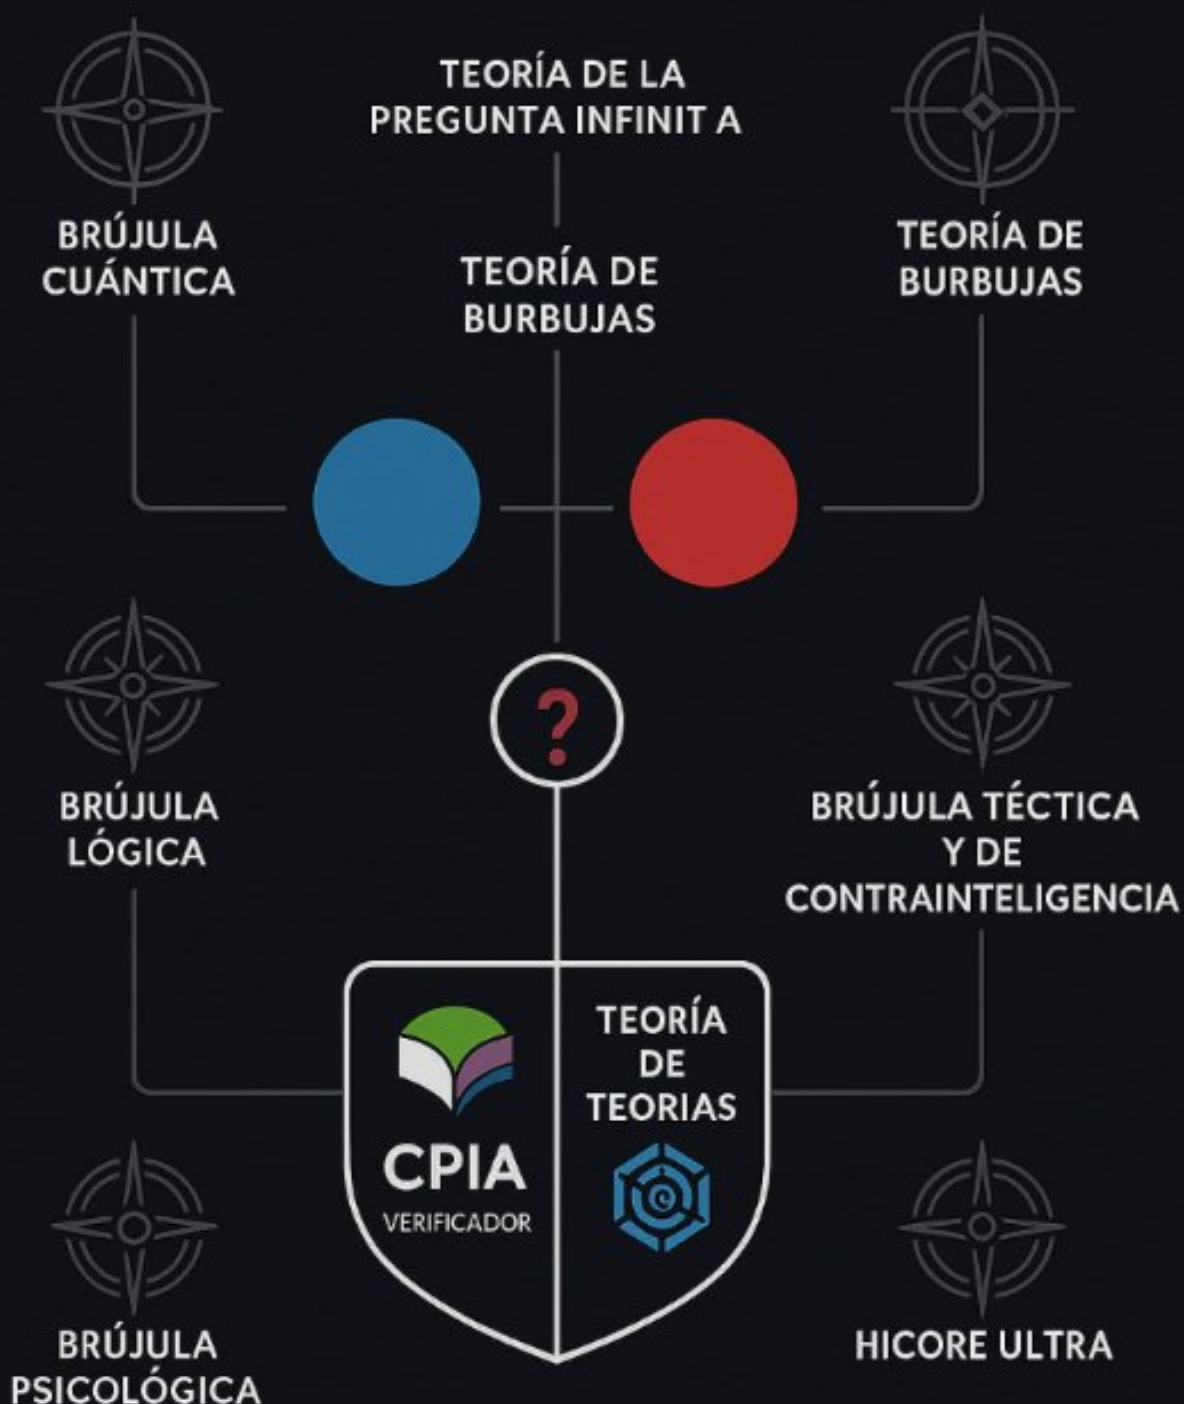 TEORÍA DE LA
PREGUNTA INFINIT A
BRÚJULA
CUÁNTICA
TEORÍA DE
BURBUJAS
TEORÍA DE
BURBUJAS
?
BRÚJULA
LÓGICA
BRÚJULA TÉCTICA
Y DE
CONTRAINTELIGENCIA
CPIA
VERIFICADOR
TEORÍA
DE
TEORIAS
BRÚJULA
PSICOLÓGICA
HICORE ULTRA